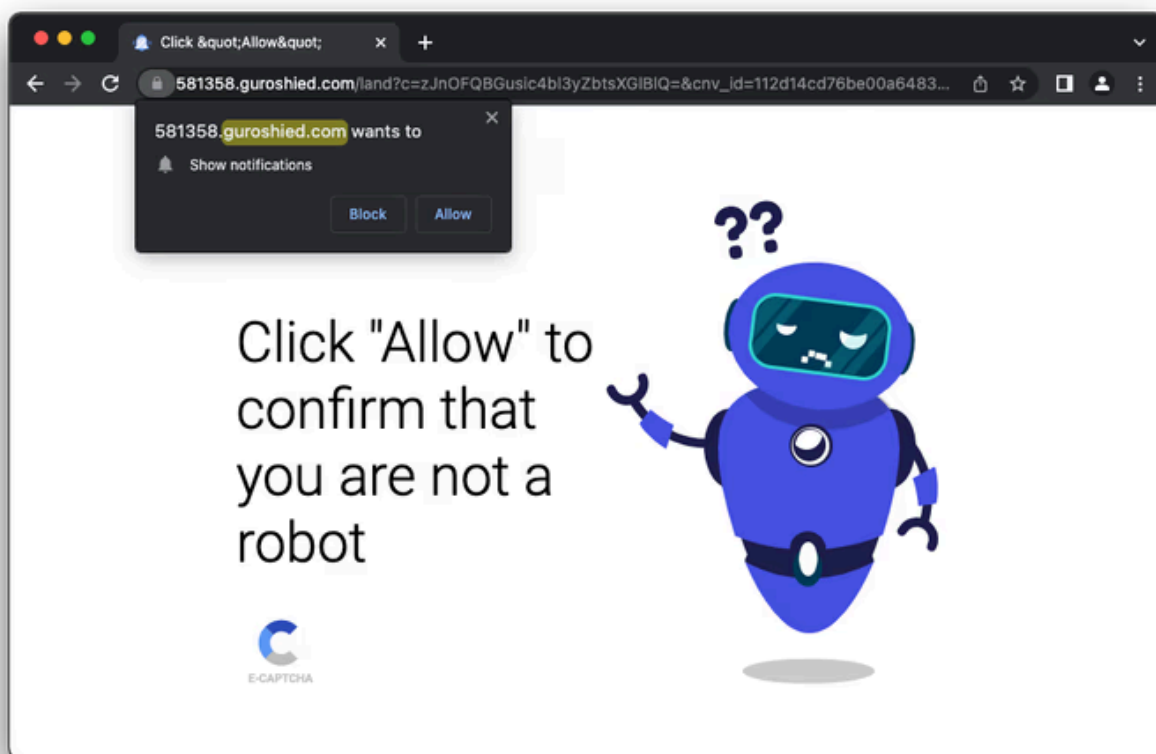 Click &quot;Allow&quot;
581358.guroshied.com/land?c=zJnOFQBGusic4bl3yZbtsXGlBlQ=&cnv_id=112d14cd76be00a6483...
581358.guroshied.com wants to
Show notifications
Block Allow
??
Click "Allow" to
confirm that
you are not a
robot
E-CAPTCHA